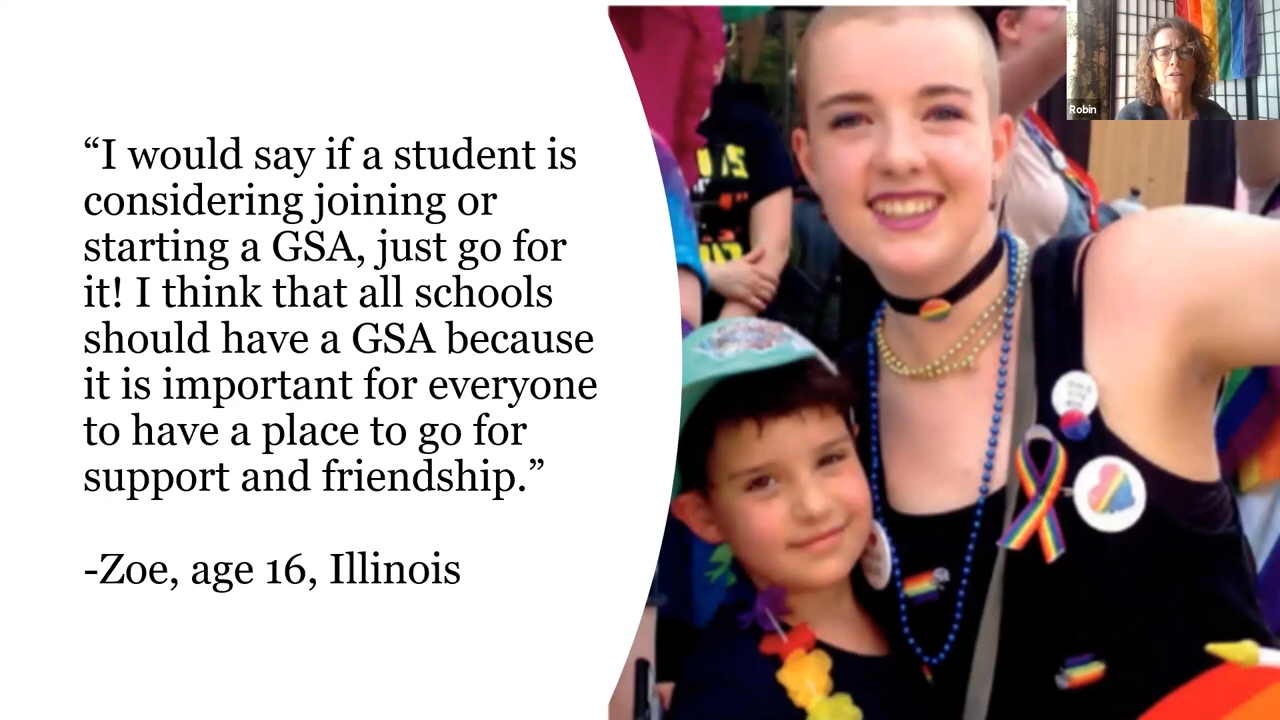 “I would say if a student is
considering joining or
starting a GSA, just go for
it! I think that all schools
should have a GSA because
it is important for everyone
to have a place to go for
support and friendship.”
-Zoe, age 16, Illinois
Robin